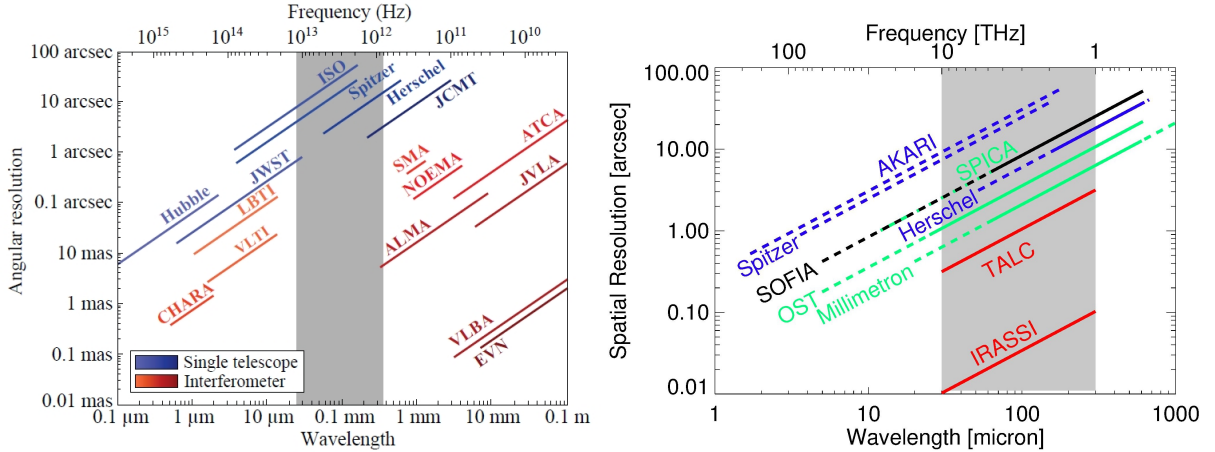 Frequency (Hz)
10^15 10^14 10^13 10^12 10^11 10^10
100 arcsec
10 arcsec
1 arcsec
0.1 arcsec
10 mas
1 mas
0.1 mas
0.01 mas
Angular resolution
ISO
Spitzer
Herschel
JCMT
ATCA
SMA
NOEMA
JVLA
JWST
Hubble
LBTI
VLTI
ALMA
CHARA
VLBA
EVN
Single telescope
Interferometer
0.1 µm 1 µm 10 µm 0.1 mm 1 mm 10 mm 0.1 m
Wavelength
Frequency [THz]
100 10 1
100.00
10.00
1.00
0.10
0.01
Spatial Resolution [arcsec]
AKARI
SPICA
Spitzer
Herschel
SOFIA
OST
Millimetron
TALC
IRASSI
1 10 100 1000
Wavelength [micron]